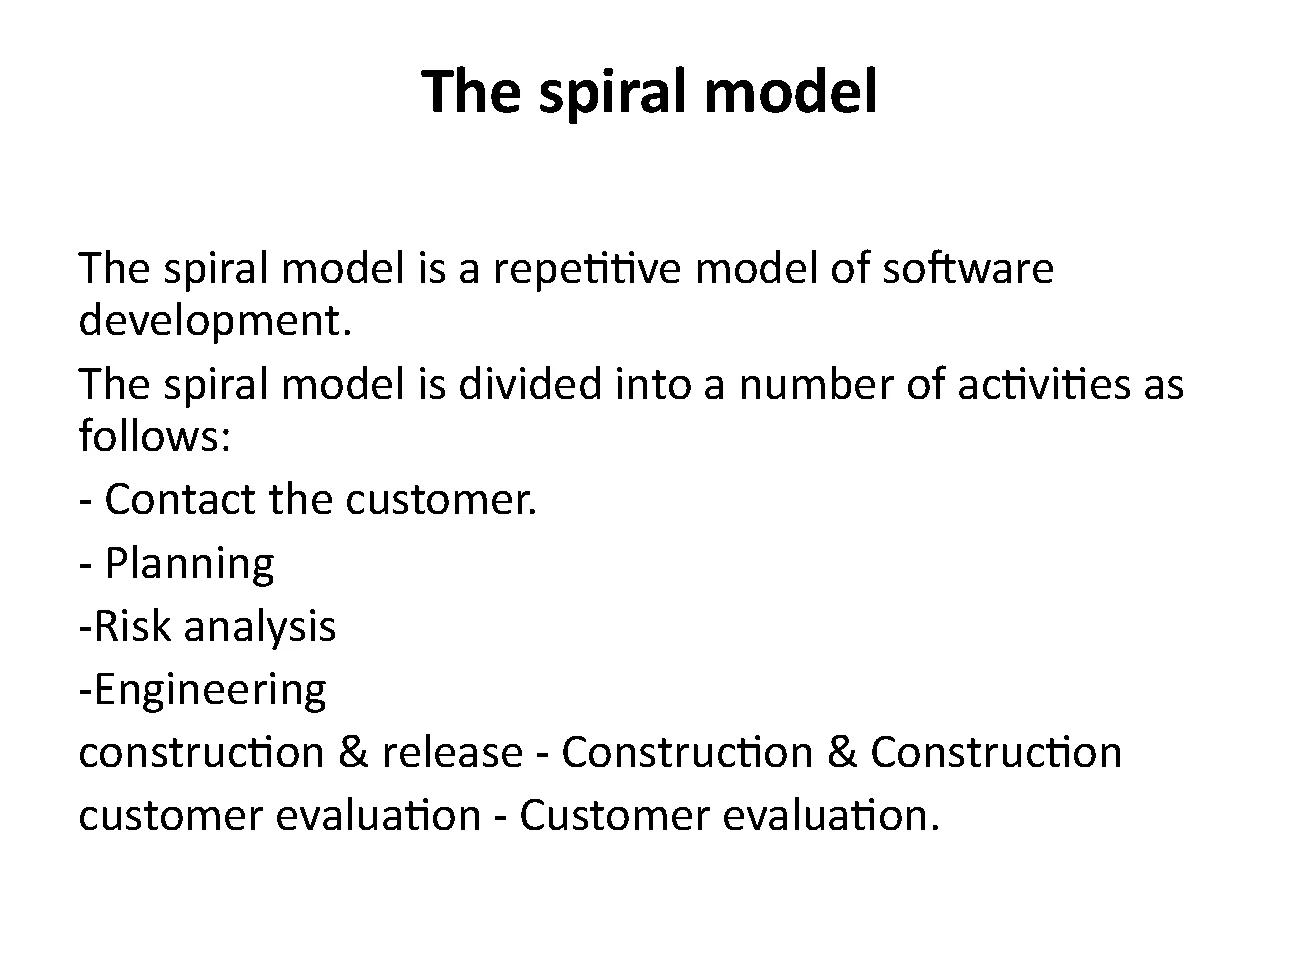 The spiral model
The spiral model is a repetitive model of software
development.
The spiral model is divided into a number of activities as
follows:
- Contact the customer.
- Planning
-Risk analysis
-Engineering
construction & release - Construction & Construction
customer evaluation - Customer evaluation.